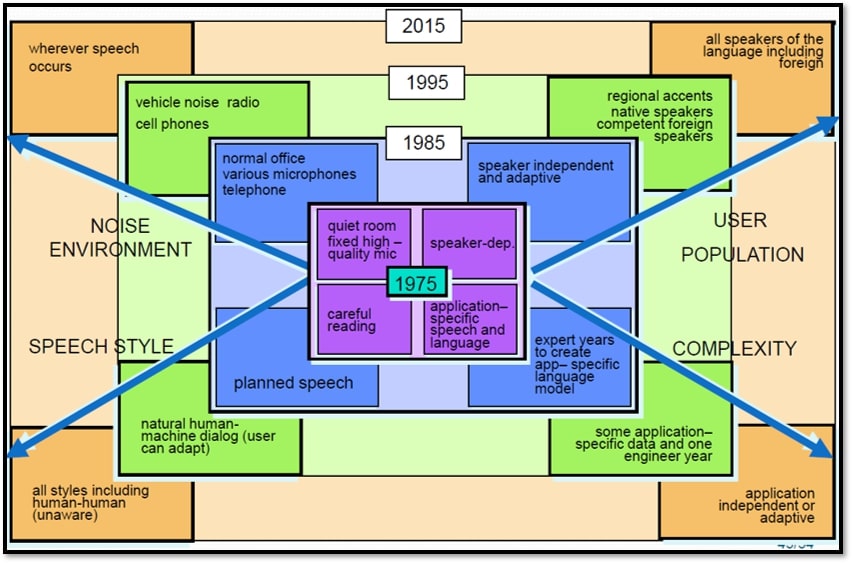 2015
wherever speech
occurs
all speakers of the
language including
foreign
1995
vehicle noise radio
cell phones
regional accents
native speakers
competent foreign
speakers
1985
normal office
various microphones
telephone
speaker independent
and adaptive
NOISE
ENVIRONMENT
USER
POPULATION
quiet room
fixed high –
quality mic
speaker-dep.
1975
careful
reading
application–
specific
speech and
language
SPEECH STYLE
COMPLEXITY
planned speech
expert years
to create
app– specific
language
model
natural human-
machine dialog (user
can adapt)
some application–
specific data and one
engineer year
all styles including
human-human
(unaware)
application
independent or
adaptive